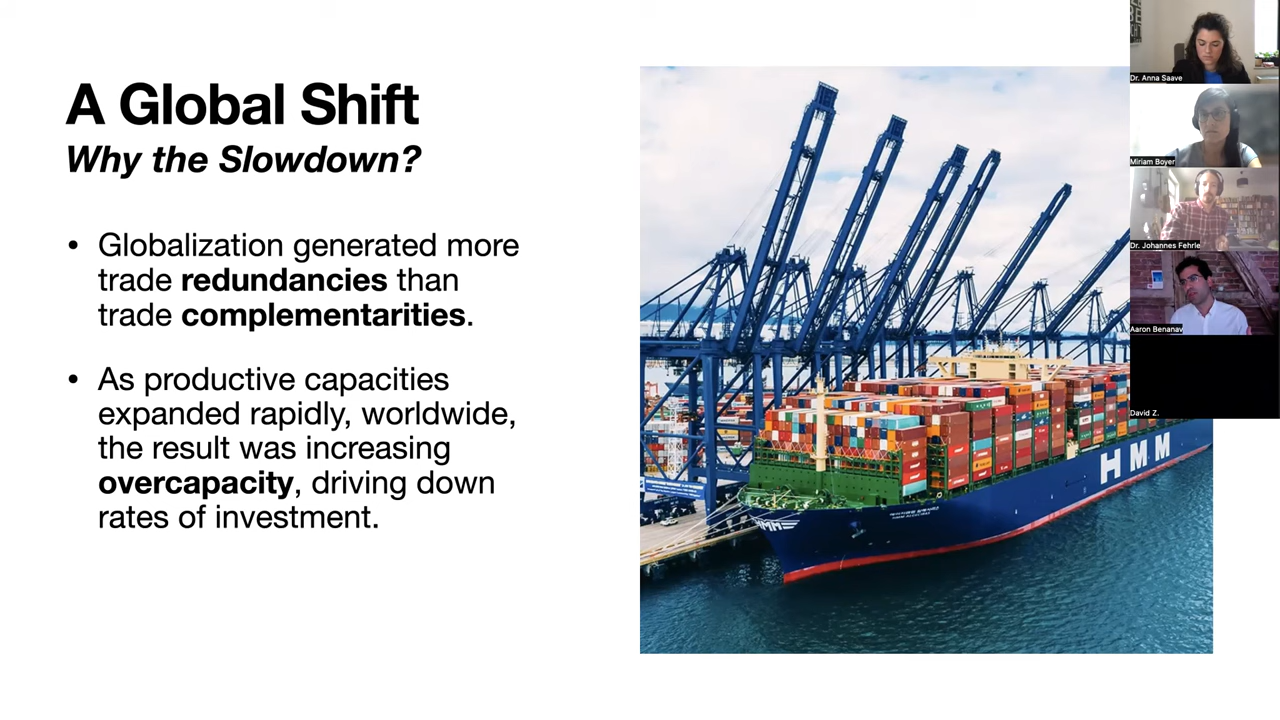 A Global Shift
Why the Slowdown?
• Globalization generated more
trade redundancies than
trade complementarities.
• As productive capacities
expanded rapidly, worldwide,
the result was increasing
overcapacity, driving down
rates of investment.
HMM
HMM
Dr. Anna Saave
Miriam Boyer
Dr. Johannes Fehrle
Aaron Benanav
David Z.